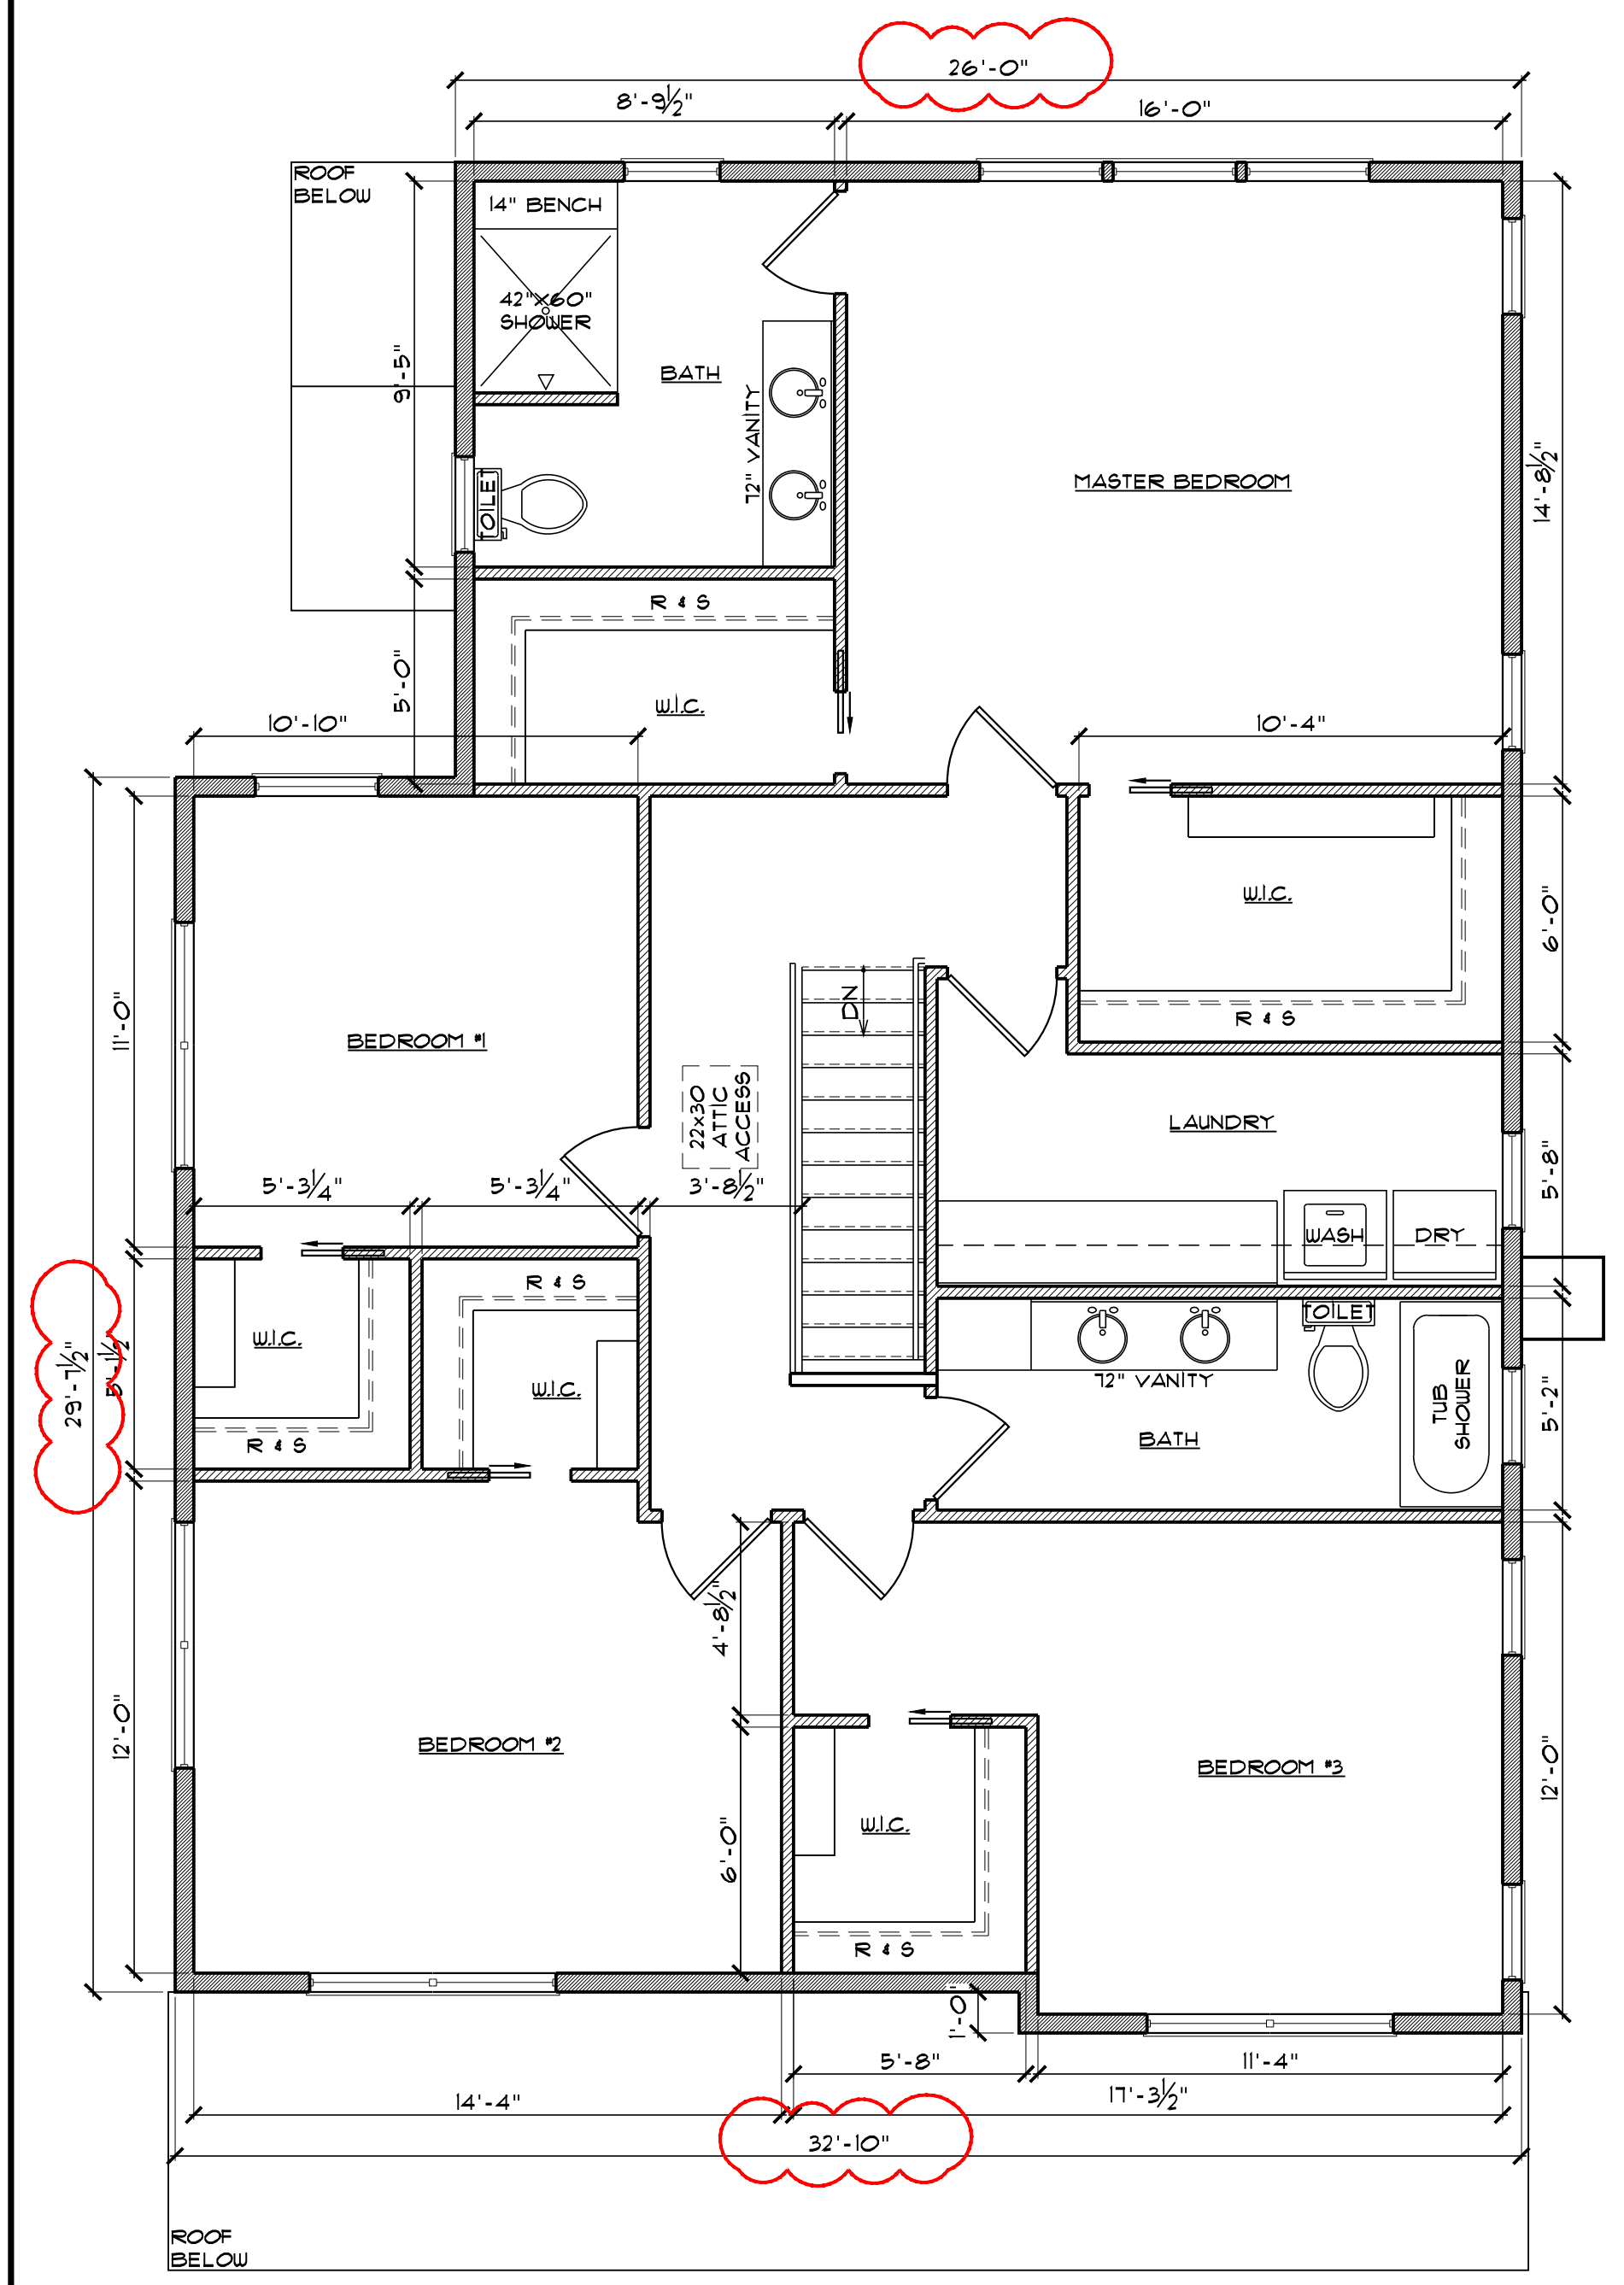 26'-0"
8'-9½"
16'-0"
ROOF
BELOW
14" BENCH
42"x60"
SHOWER
9'-5"
BATH
72" VANITY
TOILET
MASTER BEDROOM
14'-8½"
R & S
5'-0"
W.I.C.
10'-10"
10'-4"
W.I.C.
6'-0"
R & S
DN
11'-0"
BEDROOM #1
22x30
ATTIC
ACCESS
LAUNDRY
5'-8"
5'-3¼"
5'-3¼"
3'-8½"
WASH
DRY
R & S
TOILET
W.I.C.
5'-1½"
29'-7½"
W.I.C.
72" VANITY
TUB
SHOWER
5'-2"
R & S
BATH
4'-8½"
12'-0"
BEDROOM #2
BEDROOM #3
12'-0"
W.I.C.
6'-0"
R & S
1'-0"
5'-8"
11'-4"
14'-4"
17'-3½"
32'-10"
ROOF
BELOW